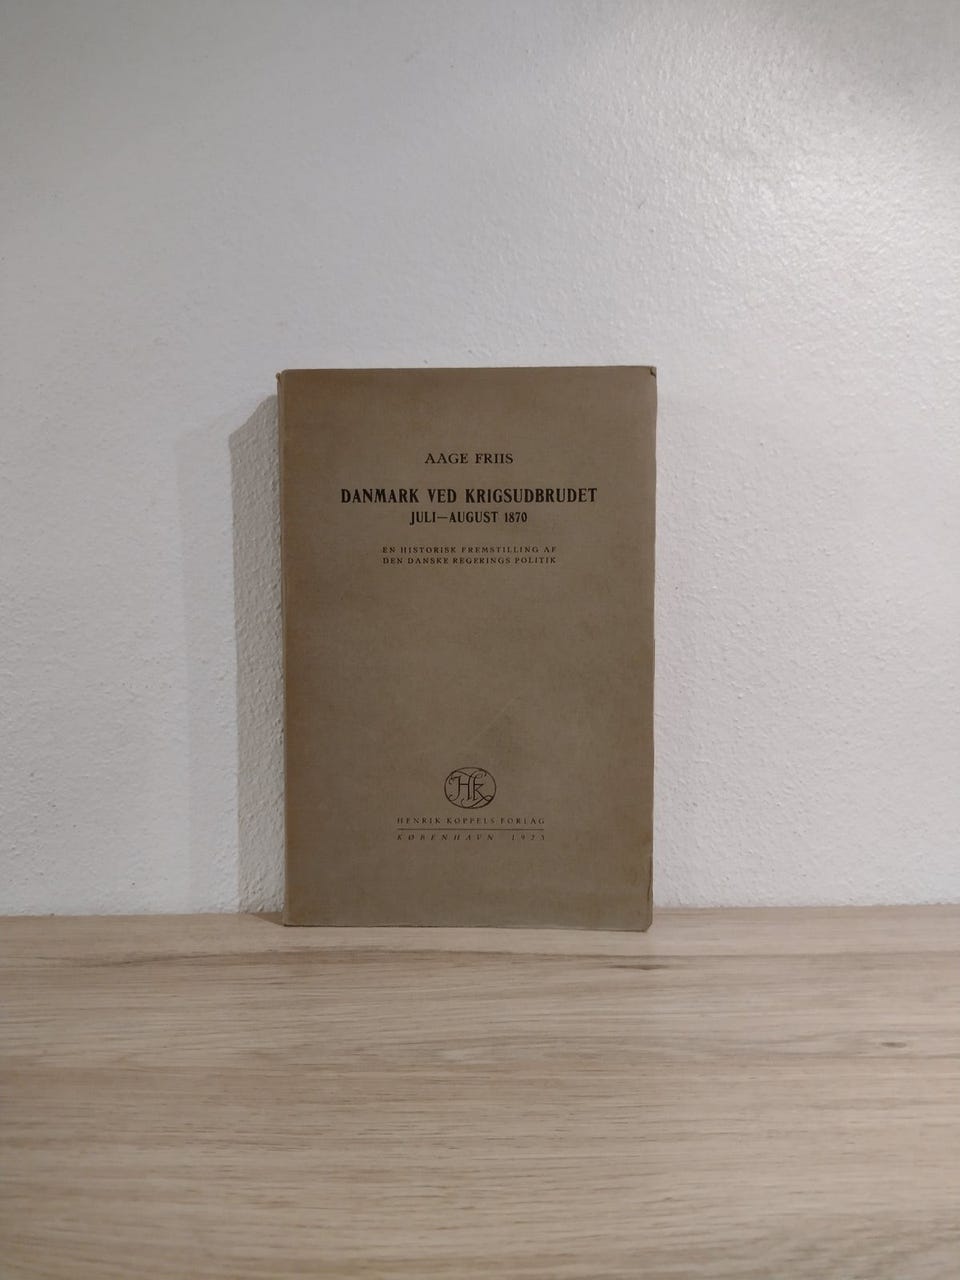 AAGE FRIIS
DANMARK VED KRIGSUDBRUDET
JULI—AUGUST 1870
EN HISTORISK FREMSTILLING AF
DEN DANSKE REGERINGS POLITIK
HK
HENRIK KOPPELS FORLAG
KØBENHAVN 1923